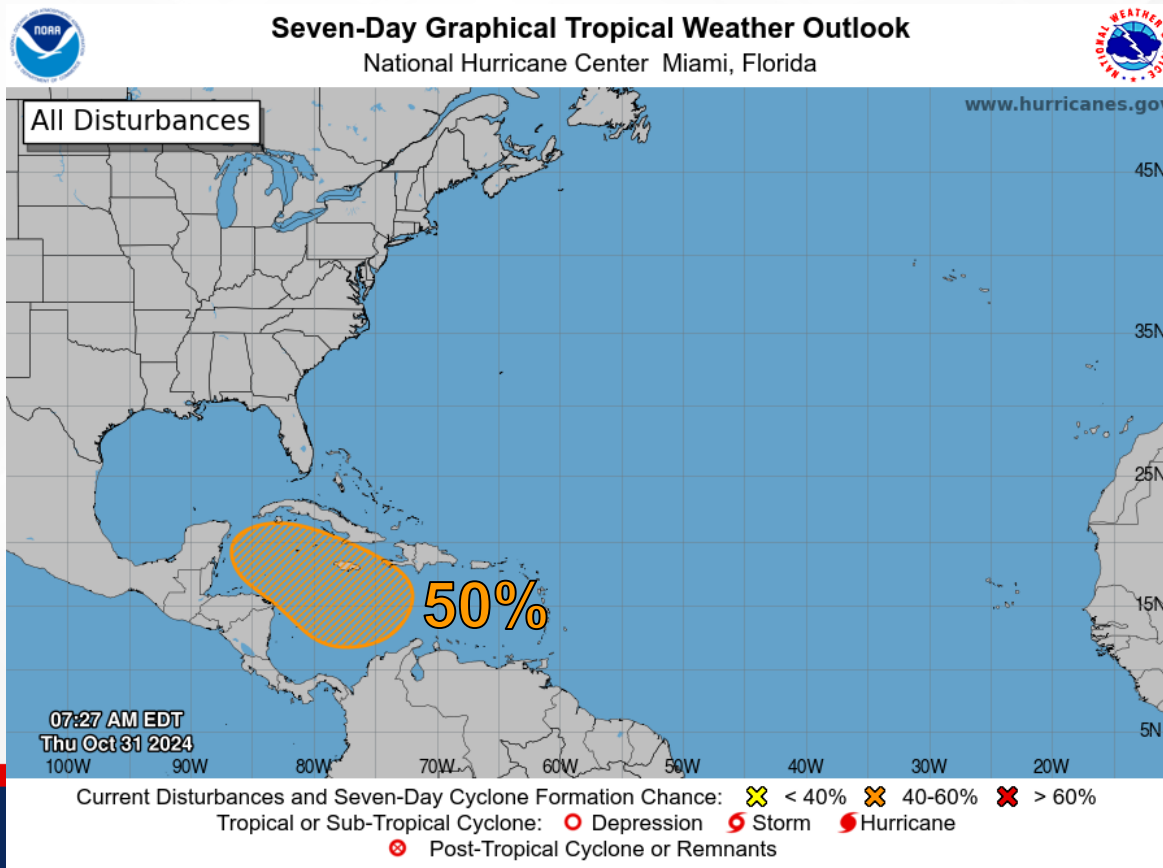 NOAA
Seven-Day Graphical Tropical Weather Outlook
National Hurricane Center Miami, Florida
NATIONAL WEATHER
All Disturbances
www.hurricanes.gov
45N
35N
25N
50%
15N
07:27 AM EDT
Thu Oct 31 2024
5N
100W 90W 80W 70W 60W 50W 40W 30W 20W
Current Disturbances and Seven-Day Cyclone Formation Chance: < 40% 40-60% > 60%
Tropical or Sub-Tropical Cyclone: Depression Storm Hurricane
Post-Tropical Cyclone or Remnants